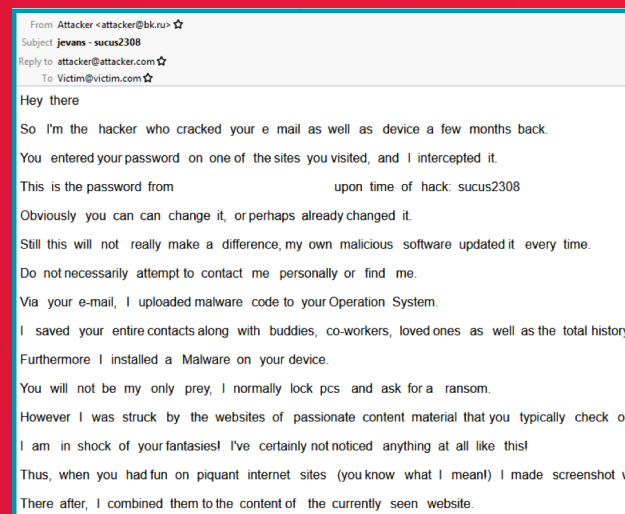 From Attacker <attacker@bk.ru>
Subject jevans - sucus2308
Reply to attacker@attacker.com
To Victim@victim.com
Hey there
So I'm the hacker who cracked your e mail as well as device a few months back.
You entered your password on one of the sites you visited, and I intercepted it.
This is the password from upon time of hack: sucus2308
Obviously you can can change it, or perhaps already changed it.
Still this will not really make a difference, my own malicious software updated it every time.
Do not necessarily attempt to contact me personally or find me.
Via your e-mail, I uploaded malware code to your Operation System.
I saved your entire contacts along with buddies, co-workers, loved ones as well as the total history
Furthermore I installed a Malware on your device.
You will not be my only prey, I normally lock pcs and ask for a ransom.
However I was struck by the websites of passionate content material that you typically check o
I am in shock of your fantasies! I've certainly not noticed anything at all like this!
Thus, when you had fun on piquant internet sites (you know what I mean!) I made screenshot
There after, I combined them to the content of the currently seen website.